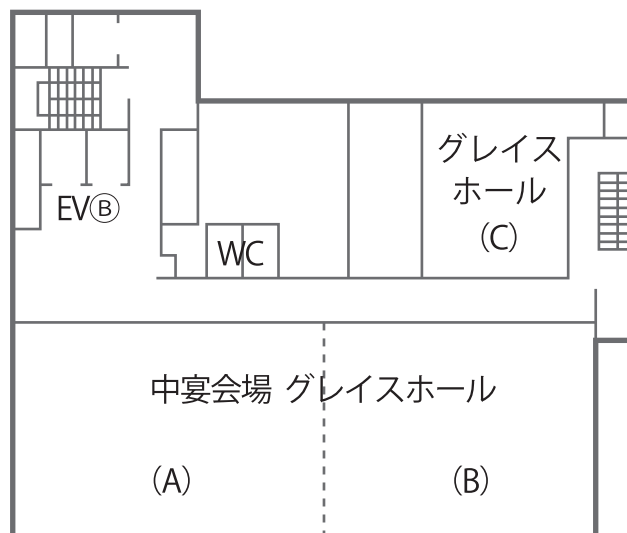 グレイス
ホール
（C）
EVⒷ
WC
中宴会場 グレイスホール
（A）
（B）